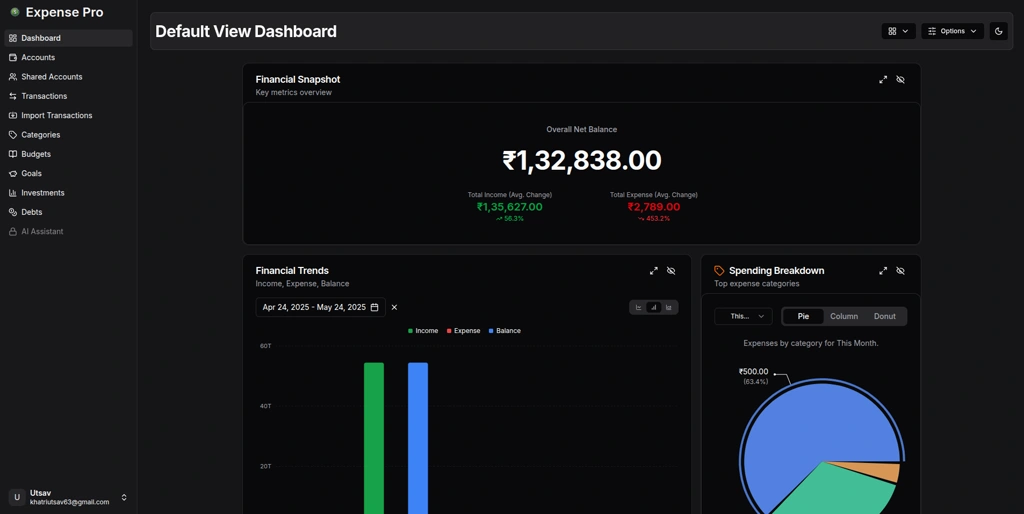 Expense Pro
Dashboard
Accounts
Shared Accounts
Transactions
Import Transactions
Categories
Budgets
Goals
Investments
Debts
AI Assistant
U
Utsav
khatriutsav63@gmail.com
Default View Dashboard
Options
Financial Snapshot
Key metrics overview
Overall Net Balance
₹1,32,838.00
Total Income (Avg. Change)
₹1,35,627.00
56.3%
Total Expense (Avg. Change)
₹2,789.00
453.2%
Financial Trends
Income, Expense, Balance
Apr 24, 2025 - May 24, 2025
Income Expense Balance
60T
40T
20T
Spending Breakdown
Top expense categories
This...
Pie Column Donut
Expenses by category for This Month.
₹500.00
(63.4%)